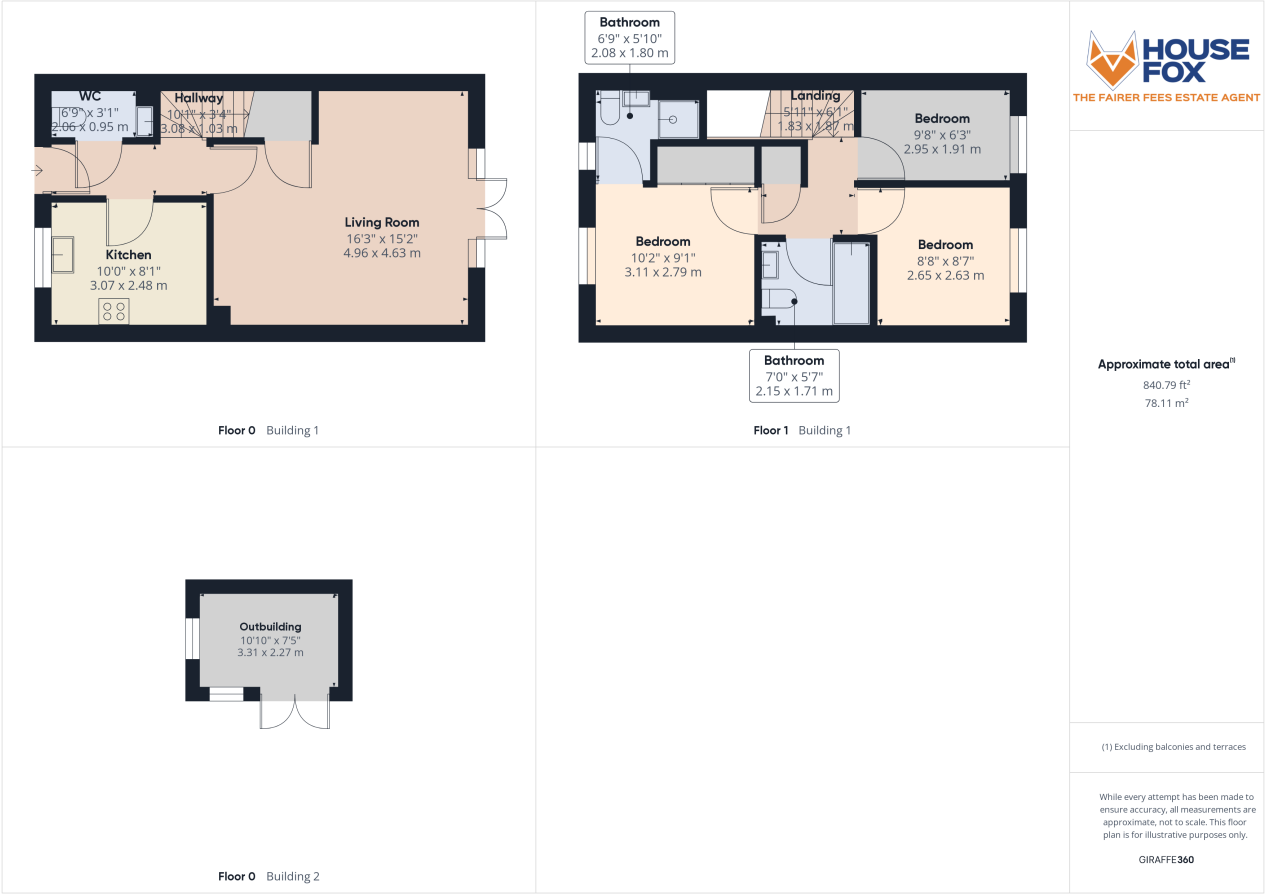 WC
6'9" x 3'1"
2.06 x 0.95 m
Hallway
10'1" x 3'4"
3.08 x 1.03 m
Living Room
16'3" x 15'2"
4.96 x 4.63 m
Kitchen
10'0" x 8'1"
3.07 x 2.48 m
Floor 0 Building 1
Bathroom
6'9" x 5'10"
2.08 x 1.80 m
Landing
5'11" x 6'1"
1.83 x 1.87 m
Bedroom
9'8" x 6'3"
2.95 x 1.91 m
Bedroom
10'2" x 9'1"
3.11 x 2.79 m
Bedroom
8'8" x 8'7"
2.65 x 2.63 m
Bathroom
7'0" x 5'7"
2.15 x 1.71 m
Floor 1 Building 1
Outbuilding
10'10" x 7'5"
3.31 x 2.27 m
Floor 0 Building 2
HOUSE
FOX
THE FAIRER FEES ESTATE AGENT
Approximate total area(1)
840.79 ft²
78.11 m²
(1) Excluding balconies and terraces
While every attempt has been made to
ensure accuracy, all measurements are
approximate, not to scale. This floor
plan is for illustrative purposes only.
GIRAFFE360